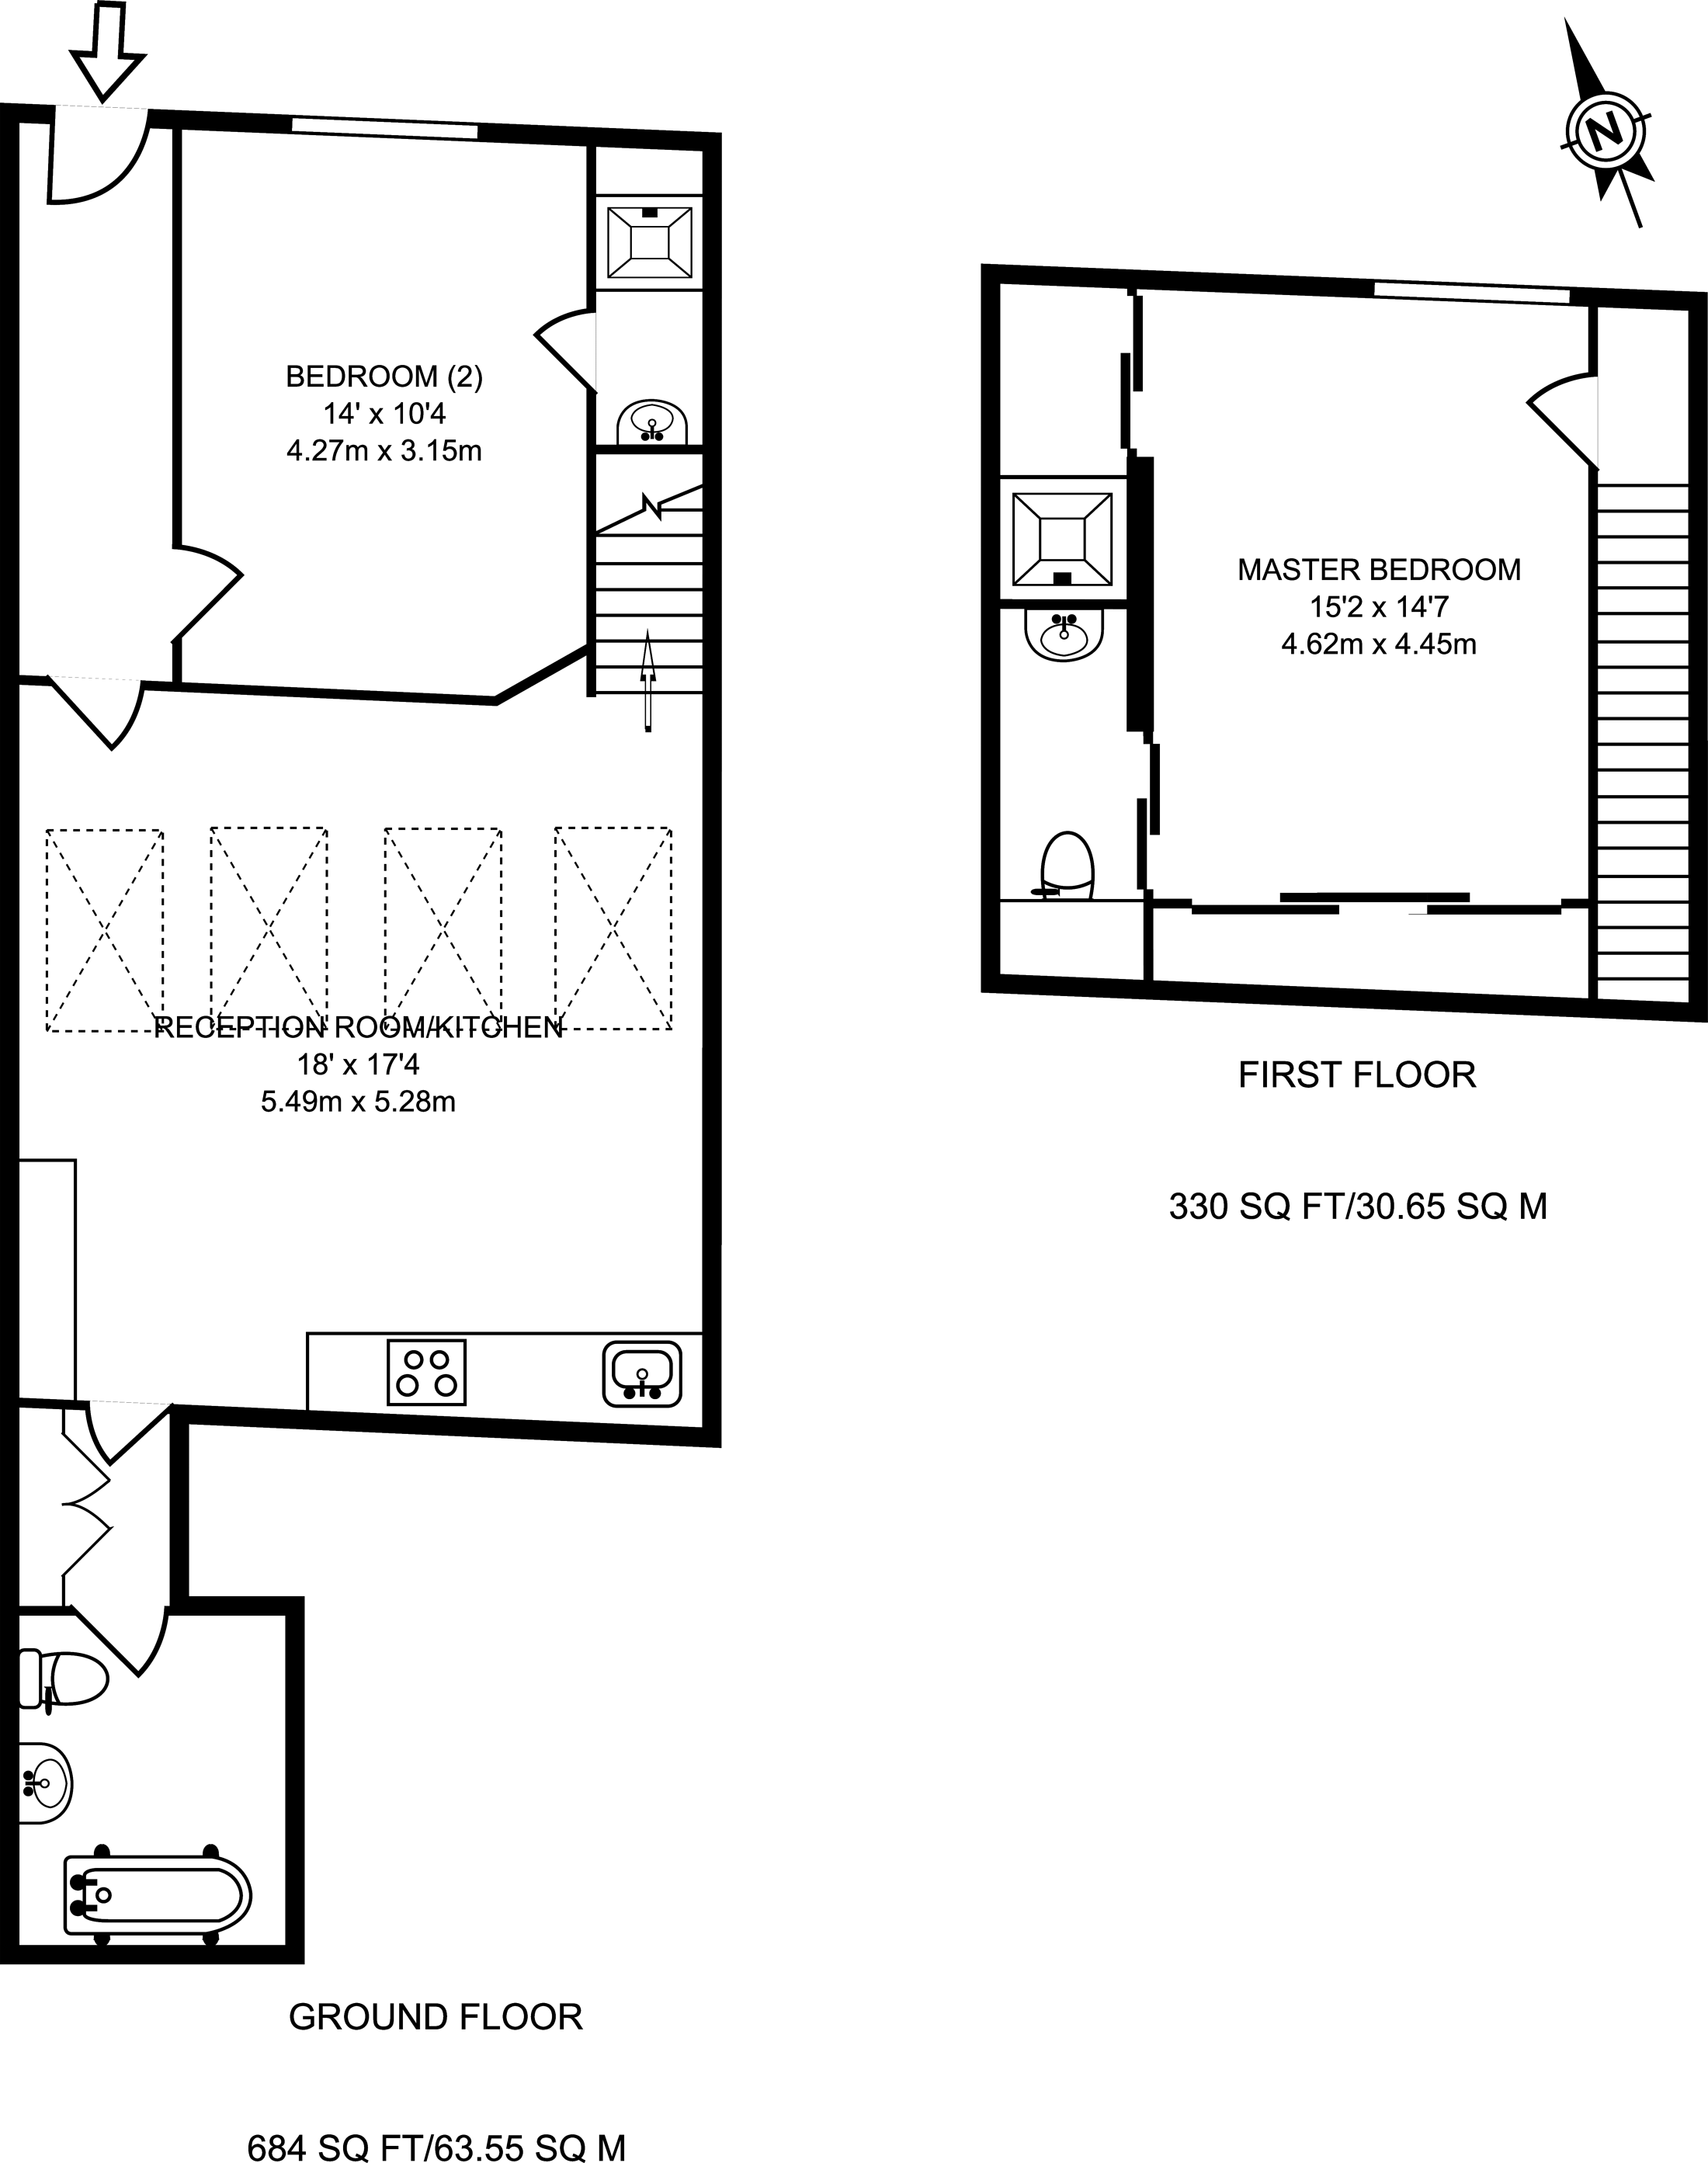 N
BEDROOM (2)
14' x 10'4
4.27m x 3.15m
MASTER BEDROOM
15'2 x 14'7
4.62m x 4.45m
RECEPTION ROOM/KITCHEN
18' x 17'4
5.49m x 5.28m
FIRST FLOOR
330 SQ FT/30.65 SQ M
GROUND FLOOR
684 SQ FT/63.55 SQ M